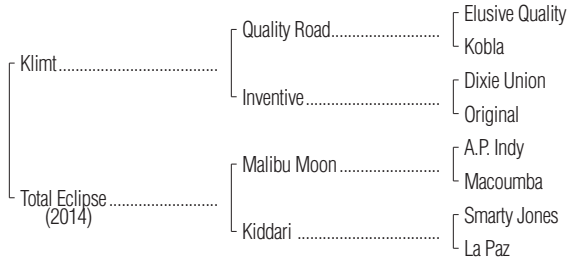 Elusive Quality
Quality Road
Kobla
Klimt
Dixie Union
Inventive
Original
A.P. Indy
Malibu Moon
Macoumba
Total Eclipse
(2014)
Smarty Jones
Kiddari
La Paz